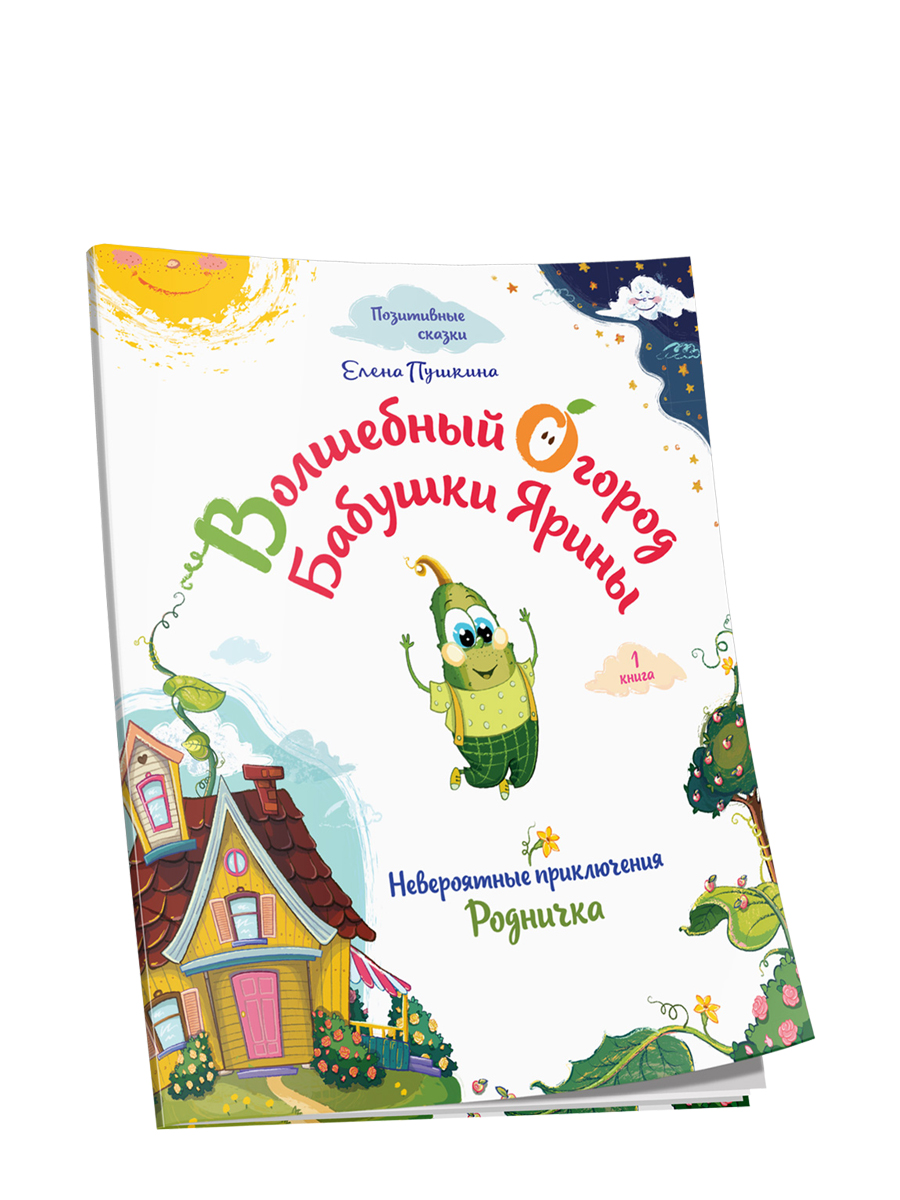 Позитивные
сказки
Елена Пушкина
Волшебный Огород
Бабушки Ярины
1
книга
Невероятные приключения
Родничка